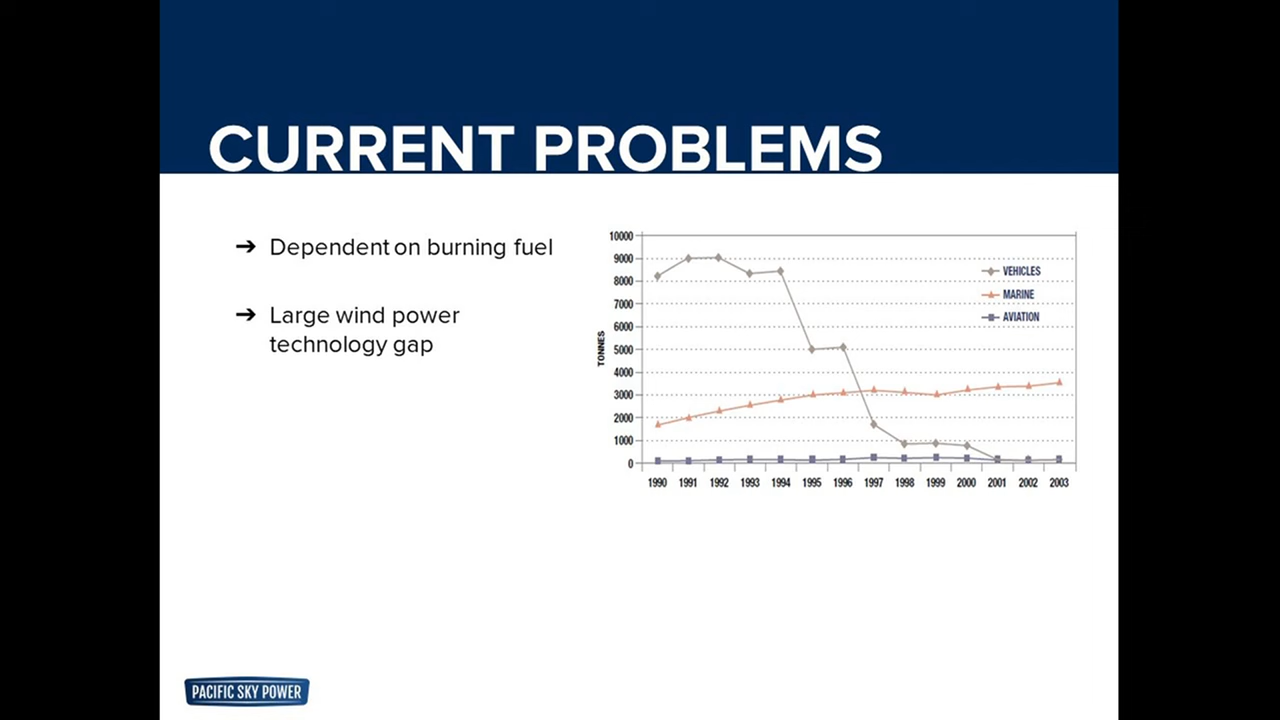 CURRENT PROBLEMS
➔ Dependent on burning fuel
➔ Large wind power
technology gap
10000
9000
8000
7000
6000
5000
4000
3000
2000
1000
0
TONNES
VEHICLES
MARINE
AVIATION
1990 1991 1992 1993 1994 1995 1996 1997 1998 1999 2000 2001 2002 2003
PACIFIC SKY POWER